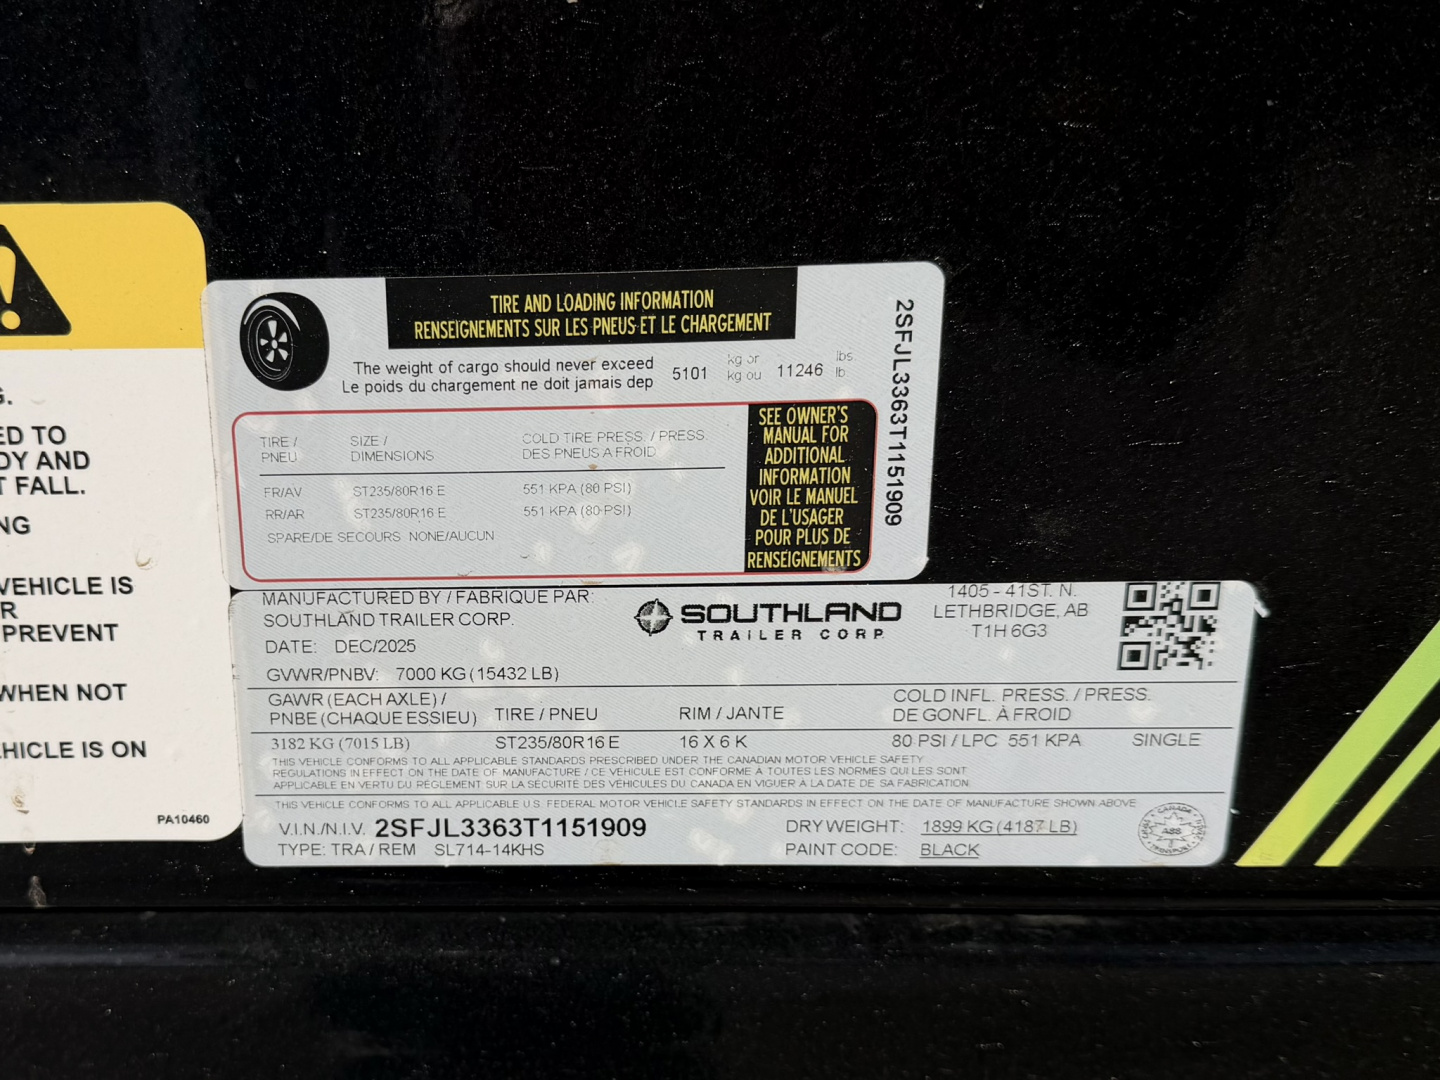 G.
ED TO
DY AND
T FALL.
NG
VEHICLE IS
R
PREVENT
WHEN NOT
HICLE IS ON
PA10460
TIRE AND LOADING INFORMATION
RENSEIGNEMENTS SUR LES PNEUS ET LE CHARGEMENT
The weight of cargo should never exceed
Le poids du chargement ne doit jamais dep
5101 kg or 11246 lbs.
kg ou lb
TIRE / SIZE / COLD TIRE PRESS. / PRESS.
PNEU DIMENSIONS DES PNEUS A FROID
FR/AV ST235/80R16 E 551 KPA (80 PSI)
RR/AR ST235/80R16 E 551 KPA (80 PSI)
SPARE/DE SECOURS NONE/AUCUN
SEE OWNER'S
MANUAL FOR
ADDITIONAL
INFORMATION
VOIR LE MANUEL
DE L'USAGER
POUR PLUS DE
RENSEIGNEMENTS
2SFJL3363T1151909
MANUFACTURED BY / FABRIQUE PAR:
SOUTHLAND TRAILER CORP.
DATE: DEC/2025
SOUTHLAND
TRAILER CORP.
1405 - 41ST. N.
LETHBRIDGE, AB
T1H 6G3
GVWR/PNBV: 7000 KG (15432 LB)
GAWR (EACH AXLE) / COLD INFL. PRESS. / PRESS.
PNBE (CHAQUE ESSIEU) TIRE / PNEU RIM / JANTE DE GONFL. À FROID
3182 KG (7015 LB) ST235/80R16 E 16 X 6 K 80 PSI / LPC 551 KPA SINGLE
THIS VEHICLE CONFORMS TO ALL APPLICABLE STANDARDS PRESCRIBED UNDER THE CANADIAN MOTOR VEHICLE SAFETY
REGULATIONS IN EFFECT ON THE DATE OF MANUFACTURE / CE VÉHICULE EST CONFORME À TOUTES LES NORMES QUI LES SONT
APPLICABLE EN VERTU DU RÈGLEMENT SUR LA SÉCURITÉ DES VÉHICULES DU CANADA EN VIGUER À LA DATE DE SA FABRICATION.
THIS VEHICLE CONFORMS TO ALL APPLICABLE U.S. FEDERAL MOTOR VEHICLE SAFETY STANDARDS IN EFFECT ON THE DATE OF MANUFACTURE SHOWN ABOVE
V.I.N./N.I.V. 2SFJL3363T1151909 DRY WEIGHT: 1899 KG (4187 LB)
TYPE: TRA / REM SL714-14KHS PAINT CODE: BLACK
CANADA
TRANSPORT